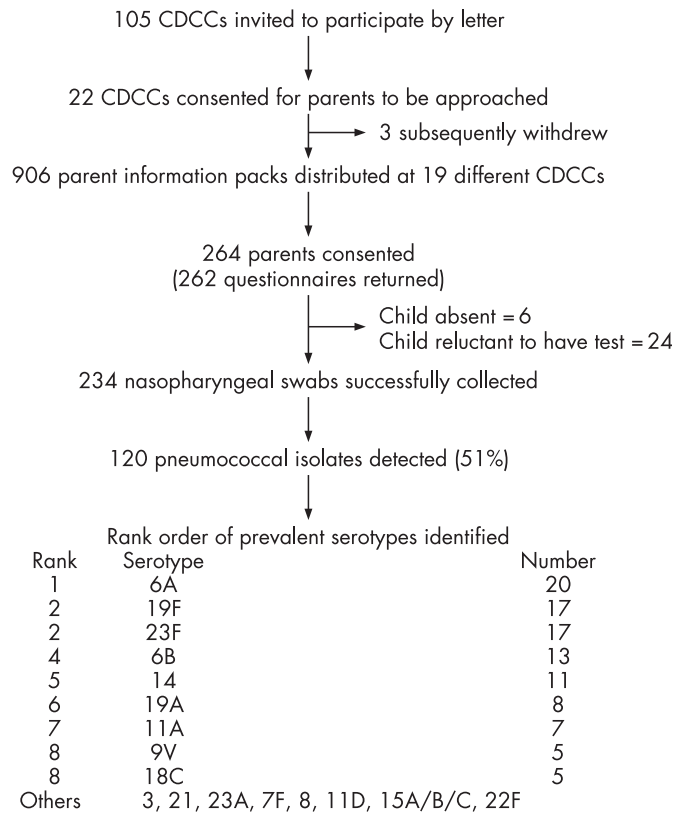 105 CDCCs invited to participate by letter
22 CDCCs consented for parents to be approached
3 subsequently withdrew
906 parent information packs distributed at 19 different CDCCs
264 parents consented
(262 questionnaires returned)
Child absent = 6
Child reluctant to have test = 24
234 nasopharyngeal swabs successfully collected
120 pneumococcal isolates detected (51%)
Rank order of prevalent serotypes identified
Rank Serotype Number
1 6A 20
2 19F 17
2 23F 17
4 6B 13
5 14 11
6 19A 8
7 11A 7
8 9V 5
8 18C 5
Others 3, 21, 23A, 7F, 8, 11D, 15A/B/C, 22F